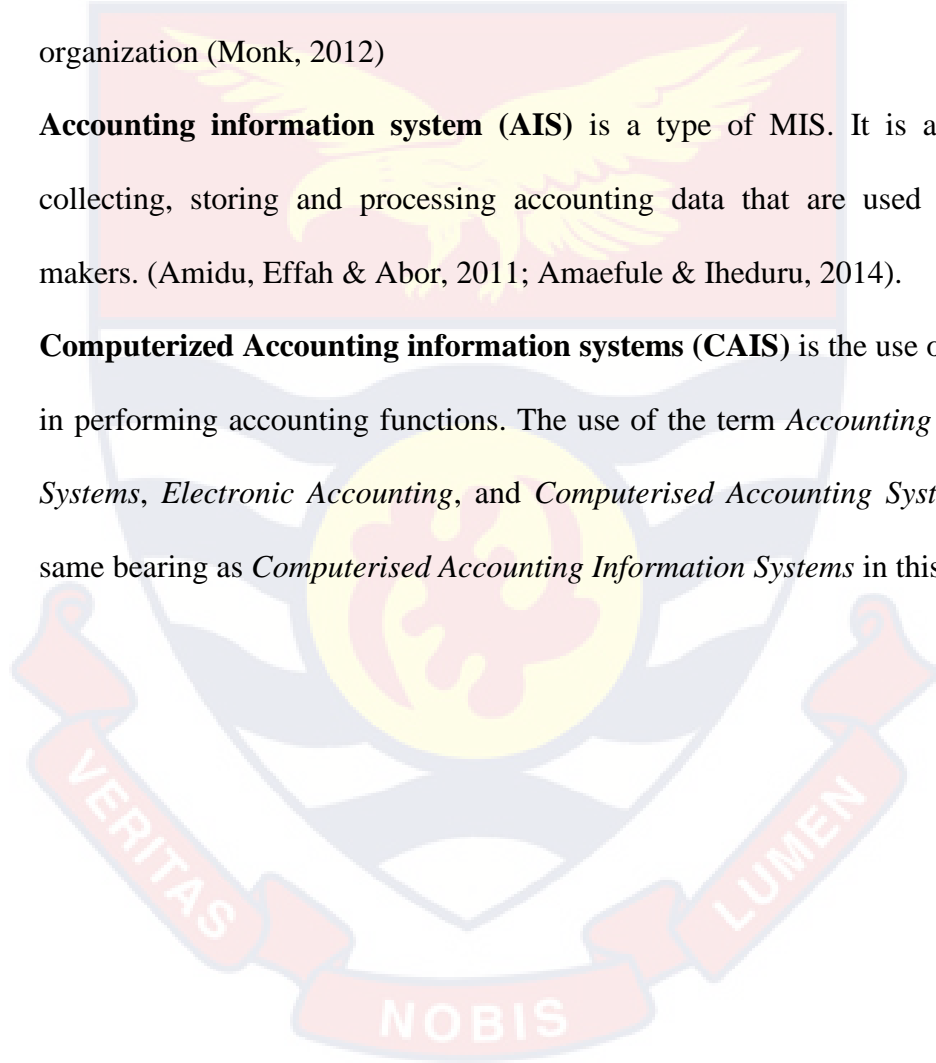 organization (Monk, 2012)
Accounting information system (AIS) is a type of MIS. It is a
collecting, storing and processing accounting data that are used
makers. (Amidu, Effah & Abor, 2011; Amaefule & Iheduru, 2014).
Computerized Accounting information systems (CAIS) is the use
in performing accounting functions. The use of the term Accounting
Systems, Electronic Accounting, and Computerised Accounting
same bearing as Computerised Accounting Information Systems in this
VERITAS
NOBIS
LUMEN